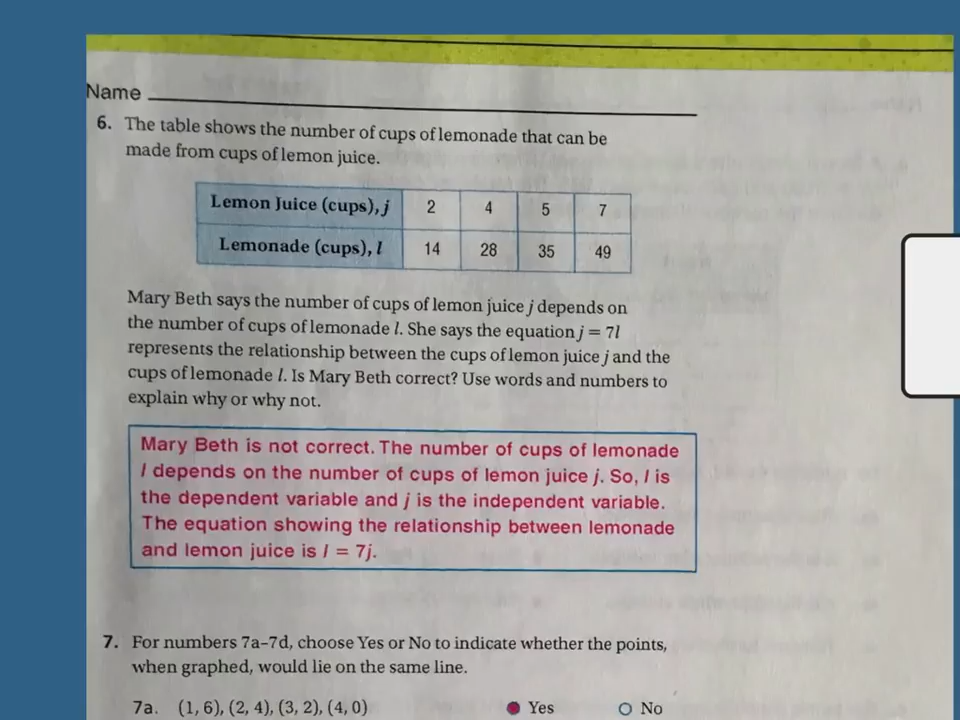 Name
6. The table shows the number of cups of lemonade that can be
made from cups of lemon juice.
Lemon Juice (cups), j 2 4 5 7
Lemonade (cups), l 14 28 35 49
Mary Beth says the number of cups of lemon juice j depends on
the number of cups of lemonade l. She says the equation j = 7l
represents the relationship between the cups of lemon juice j and the
cups of lemonade l. Is Mary Beth correct? Use words and numbers to
explain why or why not.
Mary Beth is not correct. The number of cups of lemonade
l depends on the number of cups of lemon juice j. So, l is
the dependent variable and j is the independent variable.
The equation showing the relationship between lemonade
and lemon juice is l = 7j.
7. For numbers 7a–7d, choose Yes or No to indicate whether the points,
when graphed, would lie on the same line.
7a. (1, 6), (2, 4), (3, 2), (4, 0) Yes No